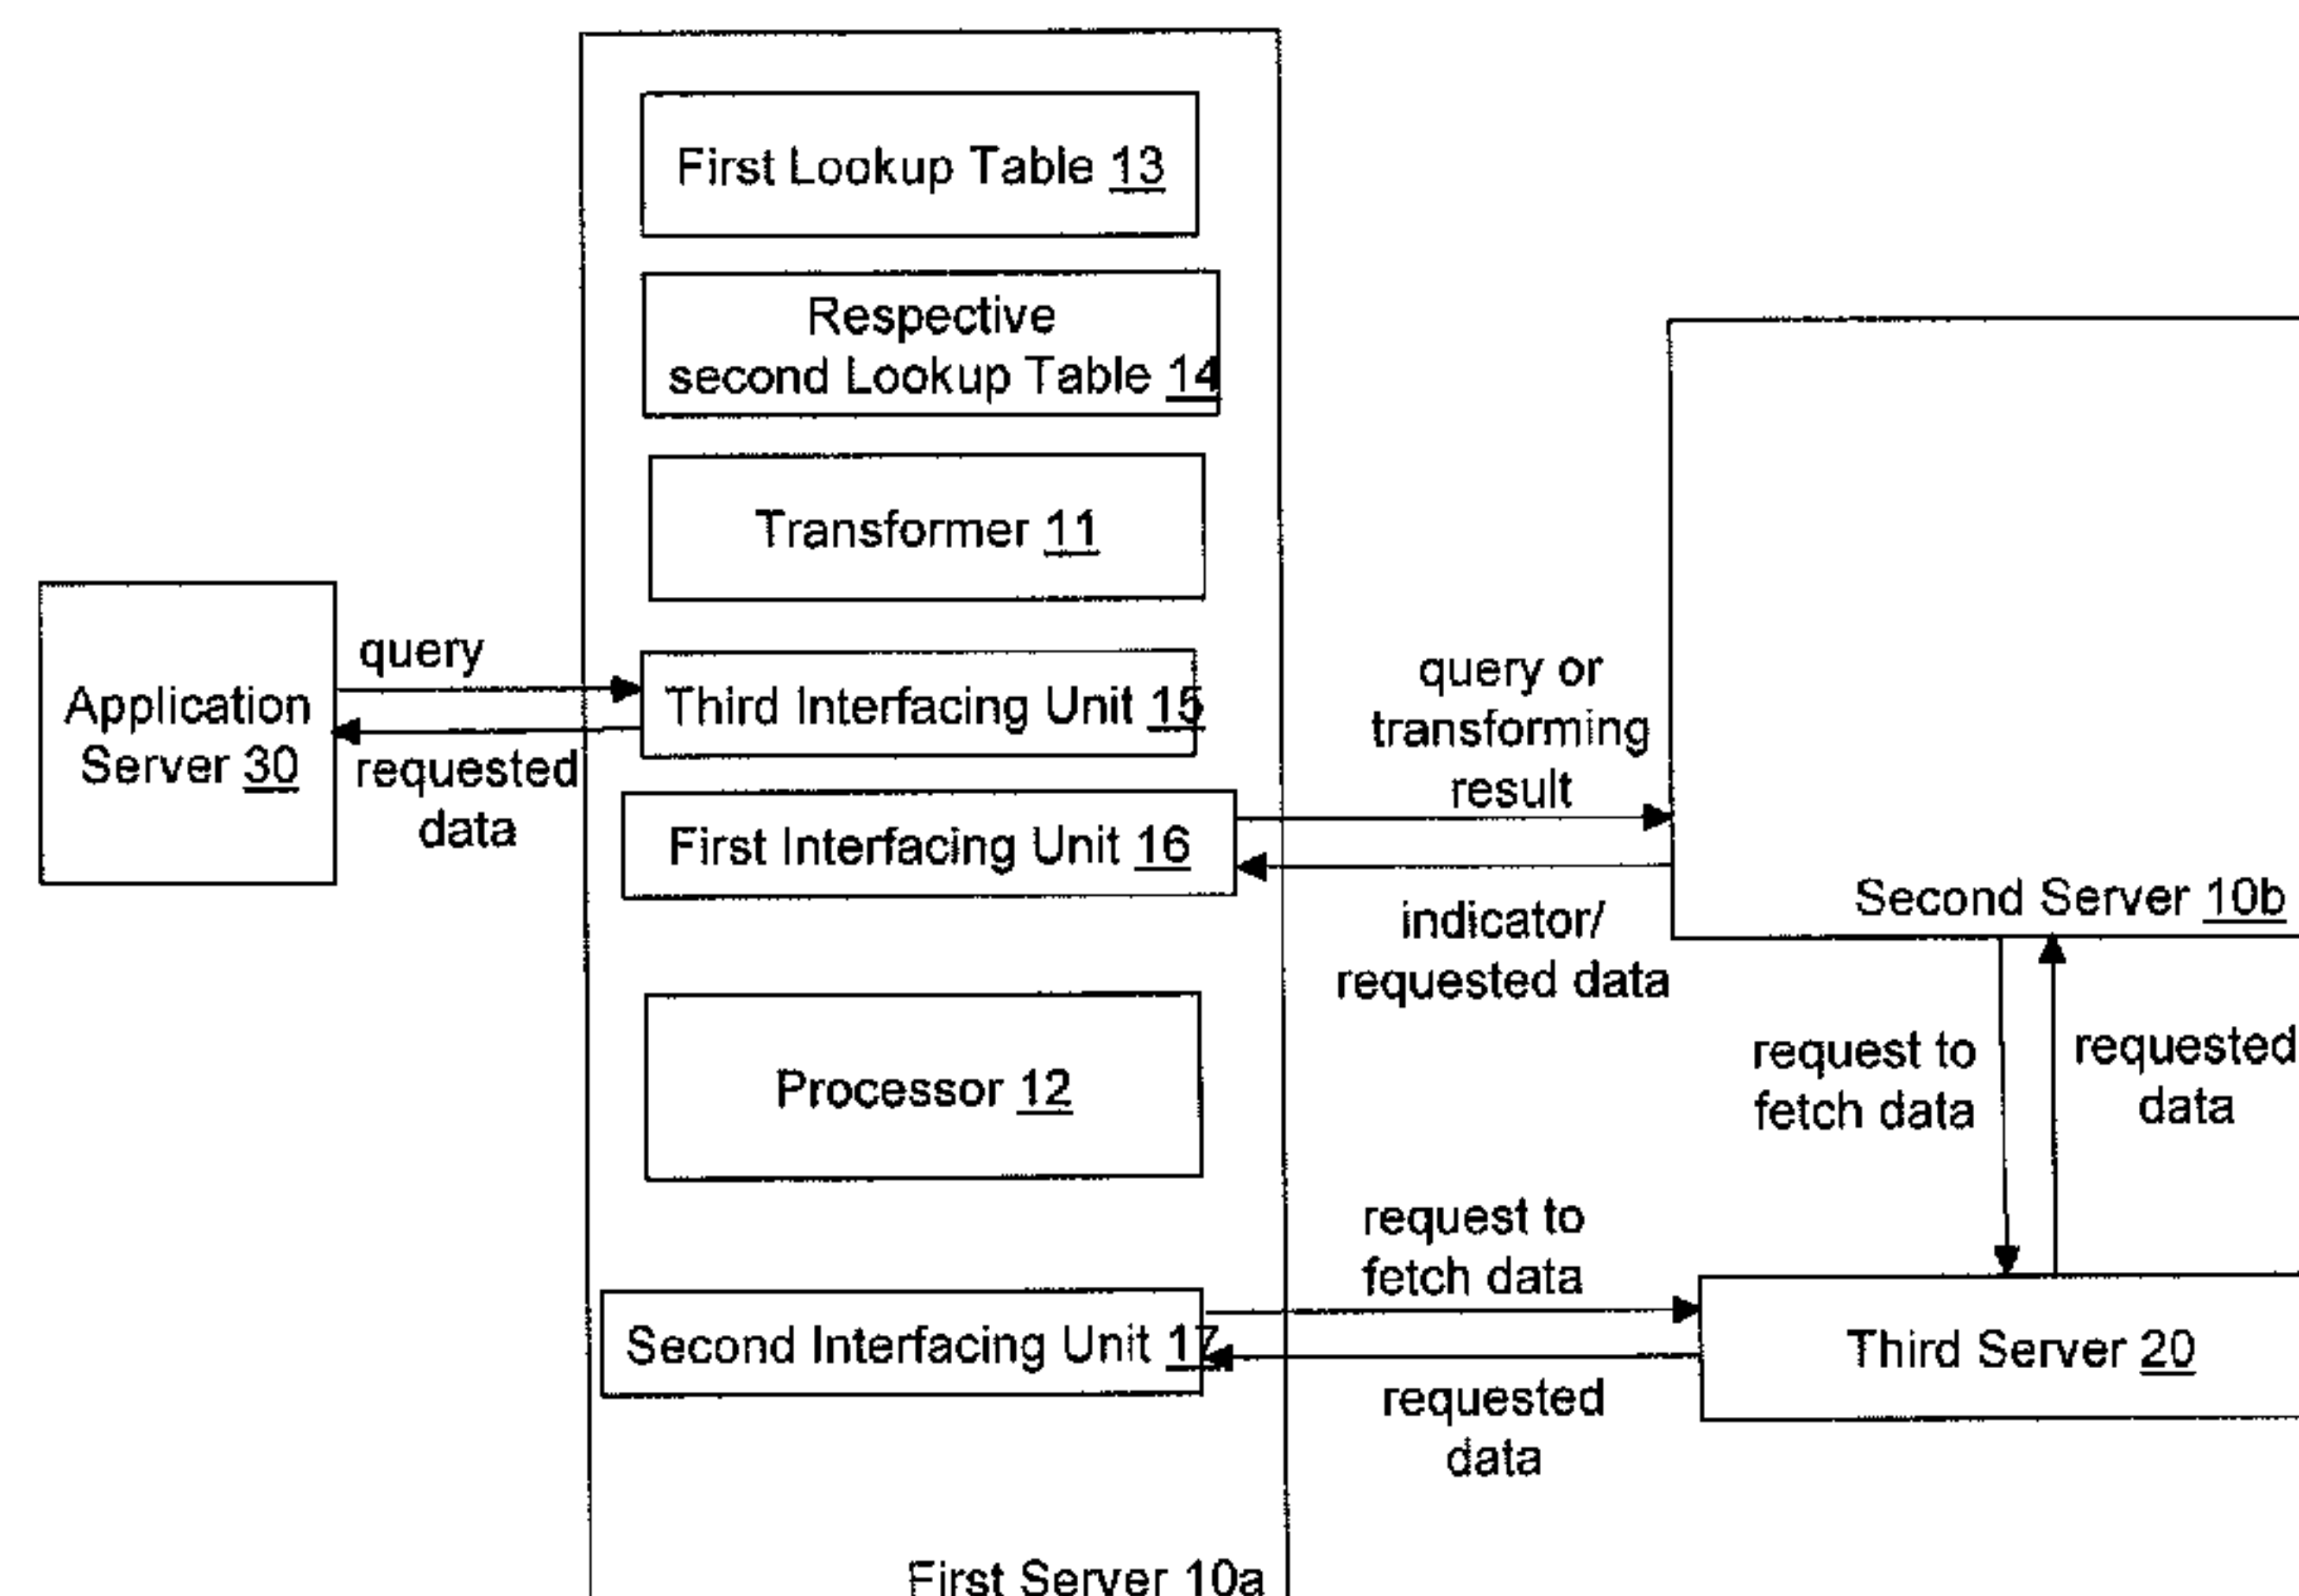 First Lookup Table 13
Respective
second Lookup Table 14
Transformer 11
Application
Server 30
query
requested
data
Third Interfacing Unit 15
First Interfacing Unit 16
query or
transforming
result
indicator/
requested data
Second Server 10b
Processor 12
request to
fetch data
requested
data
Second Interfacing Unit 17
request to
fetch data
requested
data
Third Server 20
First Server 10a